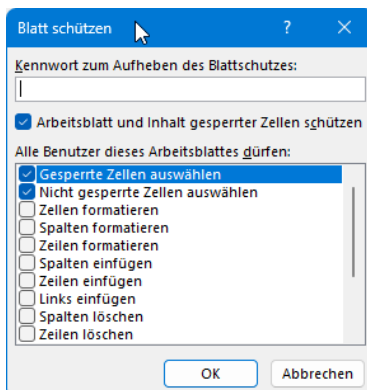 Blatt schützen ?
Kennwort zum Aufheben des Blattschutzes:
Arbeitsblatt und Inhalt gesperrter Zellen schützen
Alle Benutzer dieses Arbeitsblattes dürfen:
Gesperrte Zellen auswählen
Nicht gesperrte Zellen auswählen
Zellen formatieren
Spalten formatieren
Zeilen formatieren
Spalten einfügen
Zeilen einfügen
Links einfügen
Spalten löschen
Zeilen löschen
OK Abbrechen